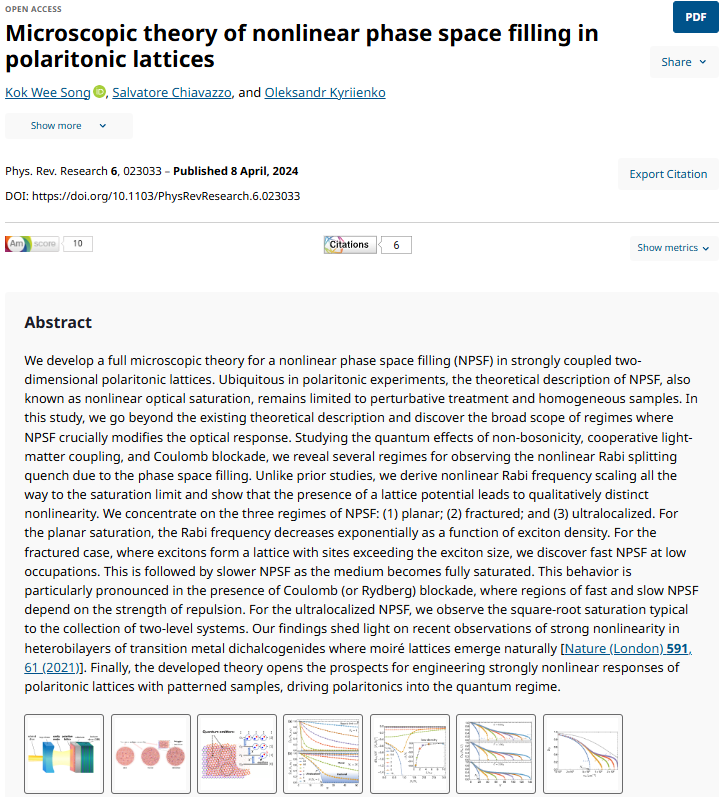 OPEN ACCESS
PDF
Microscopic theory of nonlinear phase space filling in
polaritonic lattices
Share
Kok Wee Song iD, Salvatore Chiavazzo, and Oleksandr Kyriienko
Show more
Phys. Rev. Research 6, 023033 – Published 8 April, 2024
Export Citation
DOI: https://doi.org/10.1103/PhysRevResearch.6.023033
Am score 10
Citations 6
Show metrics
Abstract
We develop a full microscopic theory for a nonlinear phase space filling (NPSF) in strongly coupled two-
dimensional polaritonic lattices. Ubiquitous in polaritonic experiments, the theoretical description of NPSF, also
known as nonlinear optical saturation, remains limited to perturbative treatment and homogeneous samples. In
this study, we go beyond the existing theoretical description and discover the broad scope of regimes where
NPSF crucially modifies the optical response. Studying the quantum effects of non-bosonicity, cooperative light-
matter coupling, and Coulomb blockade, we reveal several regimes for observing the nonlinear Rabi splitting
quench due to the phase space filling. Unlike prior studies, we derive nonlinear Rabi frequency scaling all the
way to the saturation limit and show that the presence of a lattice potential leads to qualitatively distinct
nonlinearity. We concentrate on the three regimes of NPSF: (1) planar; (2) fractured; and (3) ultralocalized. For
the planar saturation, the Rabi frequency decreases exponentially as a function of exciton density. For the
fractured case, where excitons form a lattice with sites exceeding the exciton size, we discover fast NPSF at low
occupations. This is followed by slower NPSF as the medium becomes fully saturated. This behavior is
particularly pronounced in the presence of Coulomb (or Rydberg) blockade, where regions of fast and slow NPSF
depend on the strength of repulsion. For the ultralocalized NPSF, we observe the square-root saturation typical
to the collection of two-level systems. Our findings shed light on recent observations of strong nonlinearity in
heterobilayers of transition metal dichalcogenides where moiré lattices emerge naturally [Nature (London) 591,
61 (2021)]. Finally, the developed theory opens the prospects for engineering strongly nonlinear responses of
polaritonic lattices with patterned samples, driving polaritonics into the quantum regime.
Quantum emitters